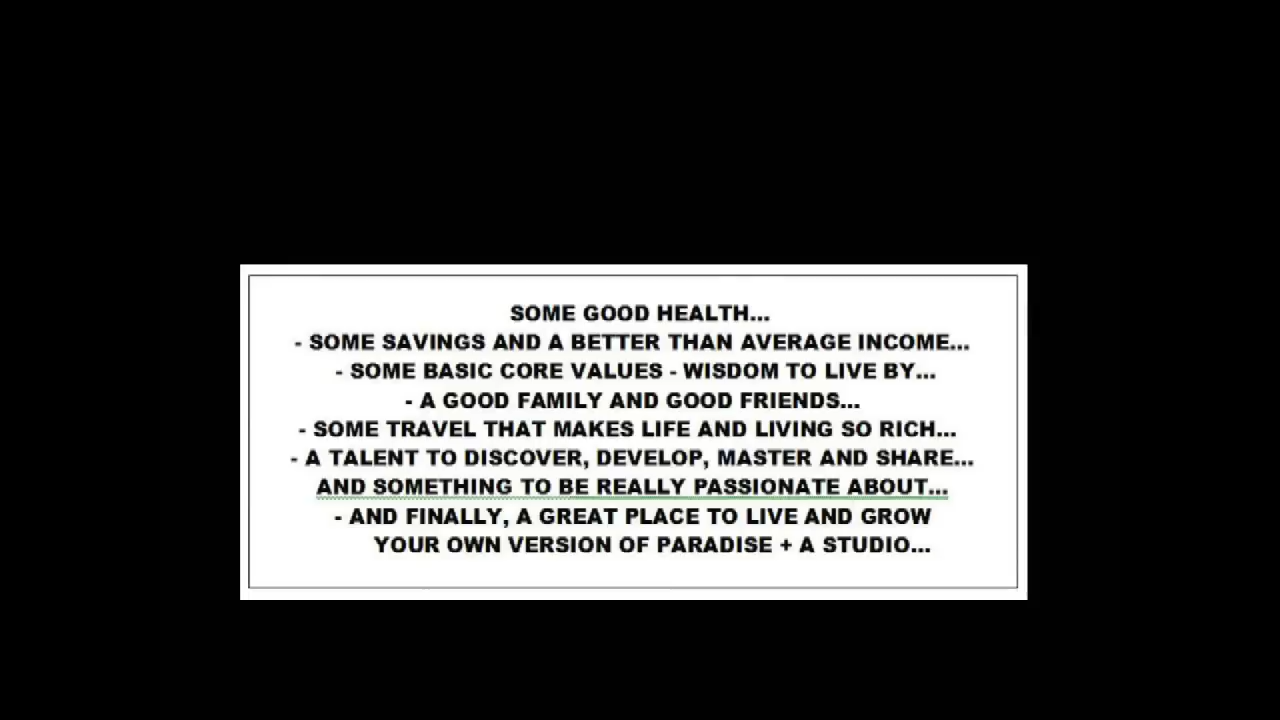 SOME GOOD HEALTH...
- SOME SAVINGS AND A BETTER THAN AVERAGE INCOME...
- SOME BASIC CORE VALUES - WISDOM TO LIVE BY...
- A GOOD FAMILY AND GOOD FRIENDS...
- SOME TRAVEL THAT MAKES LIFE AND LIVING SO RICH...
- A TALENT TO DISCOVER, DEVELOP, MASTER AND SHARE...
AND SOMETHING TO BE REALLY PASSIONATE ABOUT...
- AND FINALLY, A GREAT PLACE TO LIVE AND GROW
YOUR OWN VERSION OF PARADISE + A STUDIO...